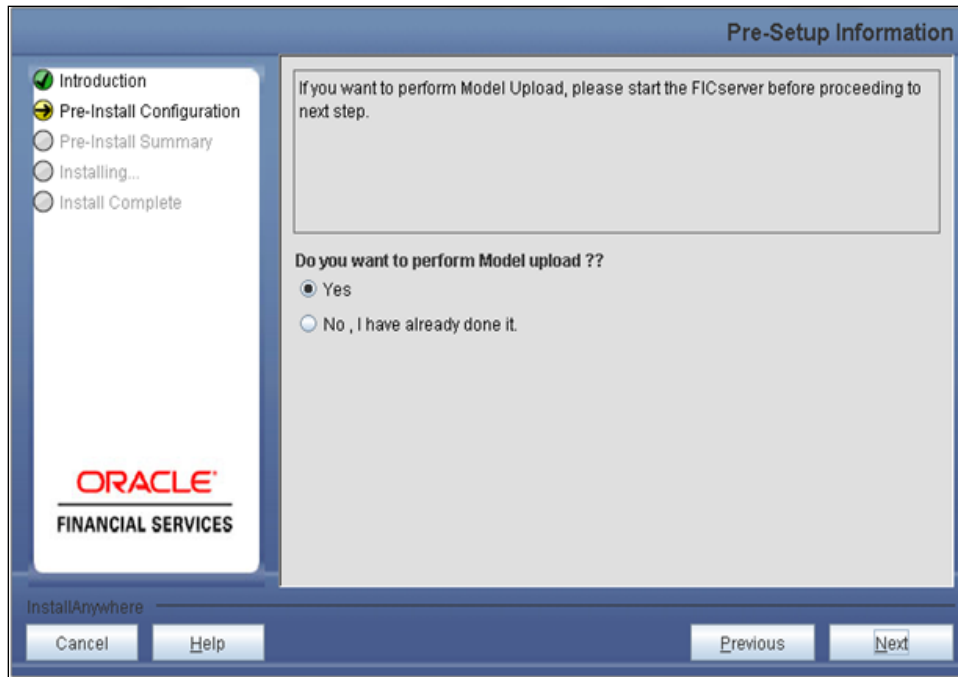 Pre-Setup Information
Introduction
Pre-Install Configuration
Pre-Install Summary
Installing...
Install Complete
ORACLE
FINANCIAL SERVICES
If you want to perform Model Upload, please start the FICserver before proceeding to
next step.
Do you want to perform Model upload ??
Yes
No , I have already done it.
InstallAnywhere
Cancel
Help
Previous
Next